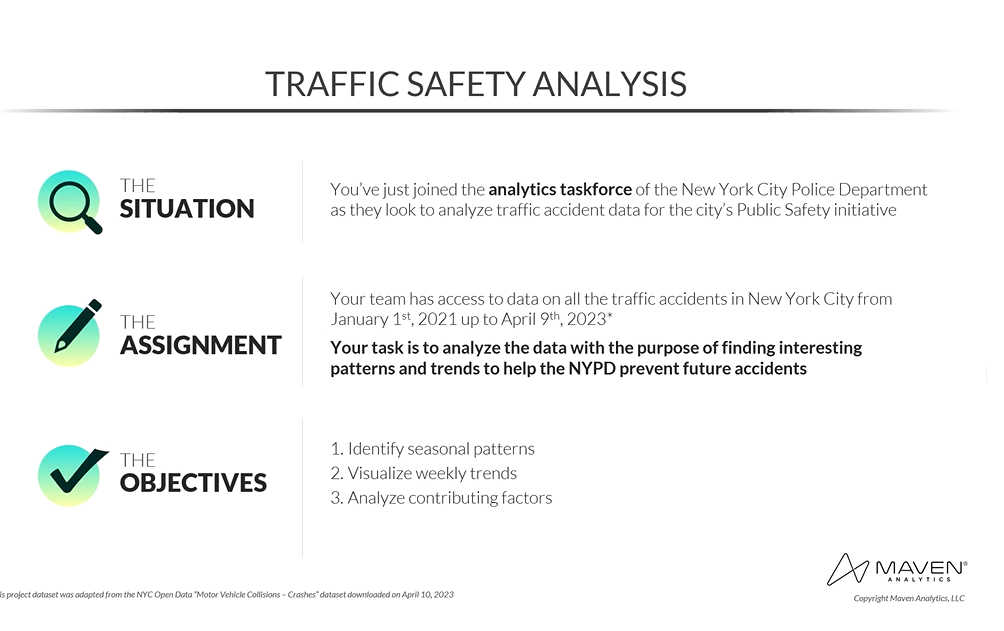 TRAFFIC SAFETY ANALYSIS
THE
SITUATION
You've just joined the analytics taskforce of the New York City Police Department
as they look to analyze traffic accident data for the city's Public Safety initiative
THE
ASSIGNMENT
Your team has access to data on all the traffic accidents in New York City from
January 1st, 2021 up to April 9th, 2023*
Your task is to analyze the data with the purpose of finding interesting
patterns and trends to help the NYPD prevent future accidents
THE
OBJECTIVES
1. Identify seasonal patterns
2. Visualize weekly trends
3. Analyze contributing factors
MAVEN®
ANALYTICS
is project dataset was adapted from the NYC Open Data "Motor Vehicle Collisions – Crashes" dataset downloaded on April 10, 2023
Copyright Maven Analytics, LLC